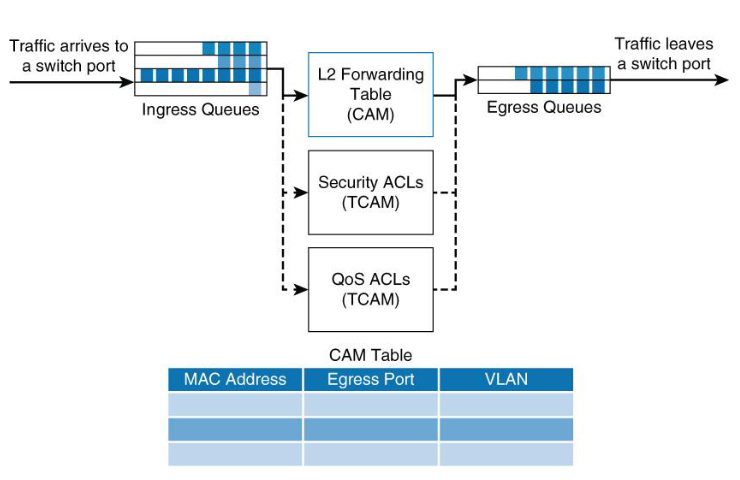 Traffic arrives to
a switch port
Ingress Queues
L2 Forwarding
Table
(CAM)
Security ACLs
(TCAM)
QoS ACLs
(TCAM)
Egress Queues
Traffic leaves
a switch port
CAM Table
MAC Address
Egress Port
VLAN